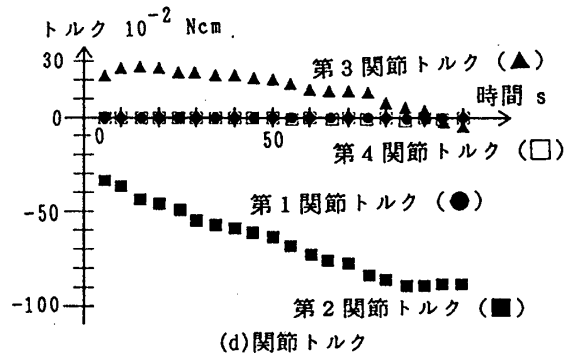 トルク 10⁻² Ncm
30
第3関節トルク(▲)
時間 s
0
0
50
第4関節トルク(□)
第1関節トルク(●)
-50
第2関節トルク(■)
-100
(d)関節トルク